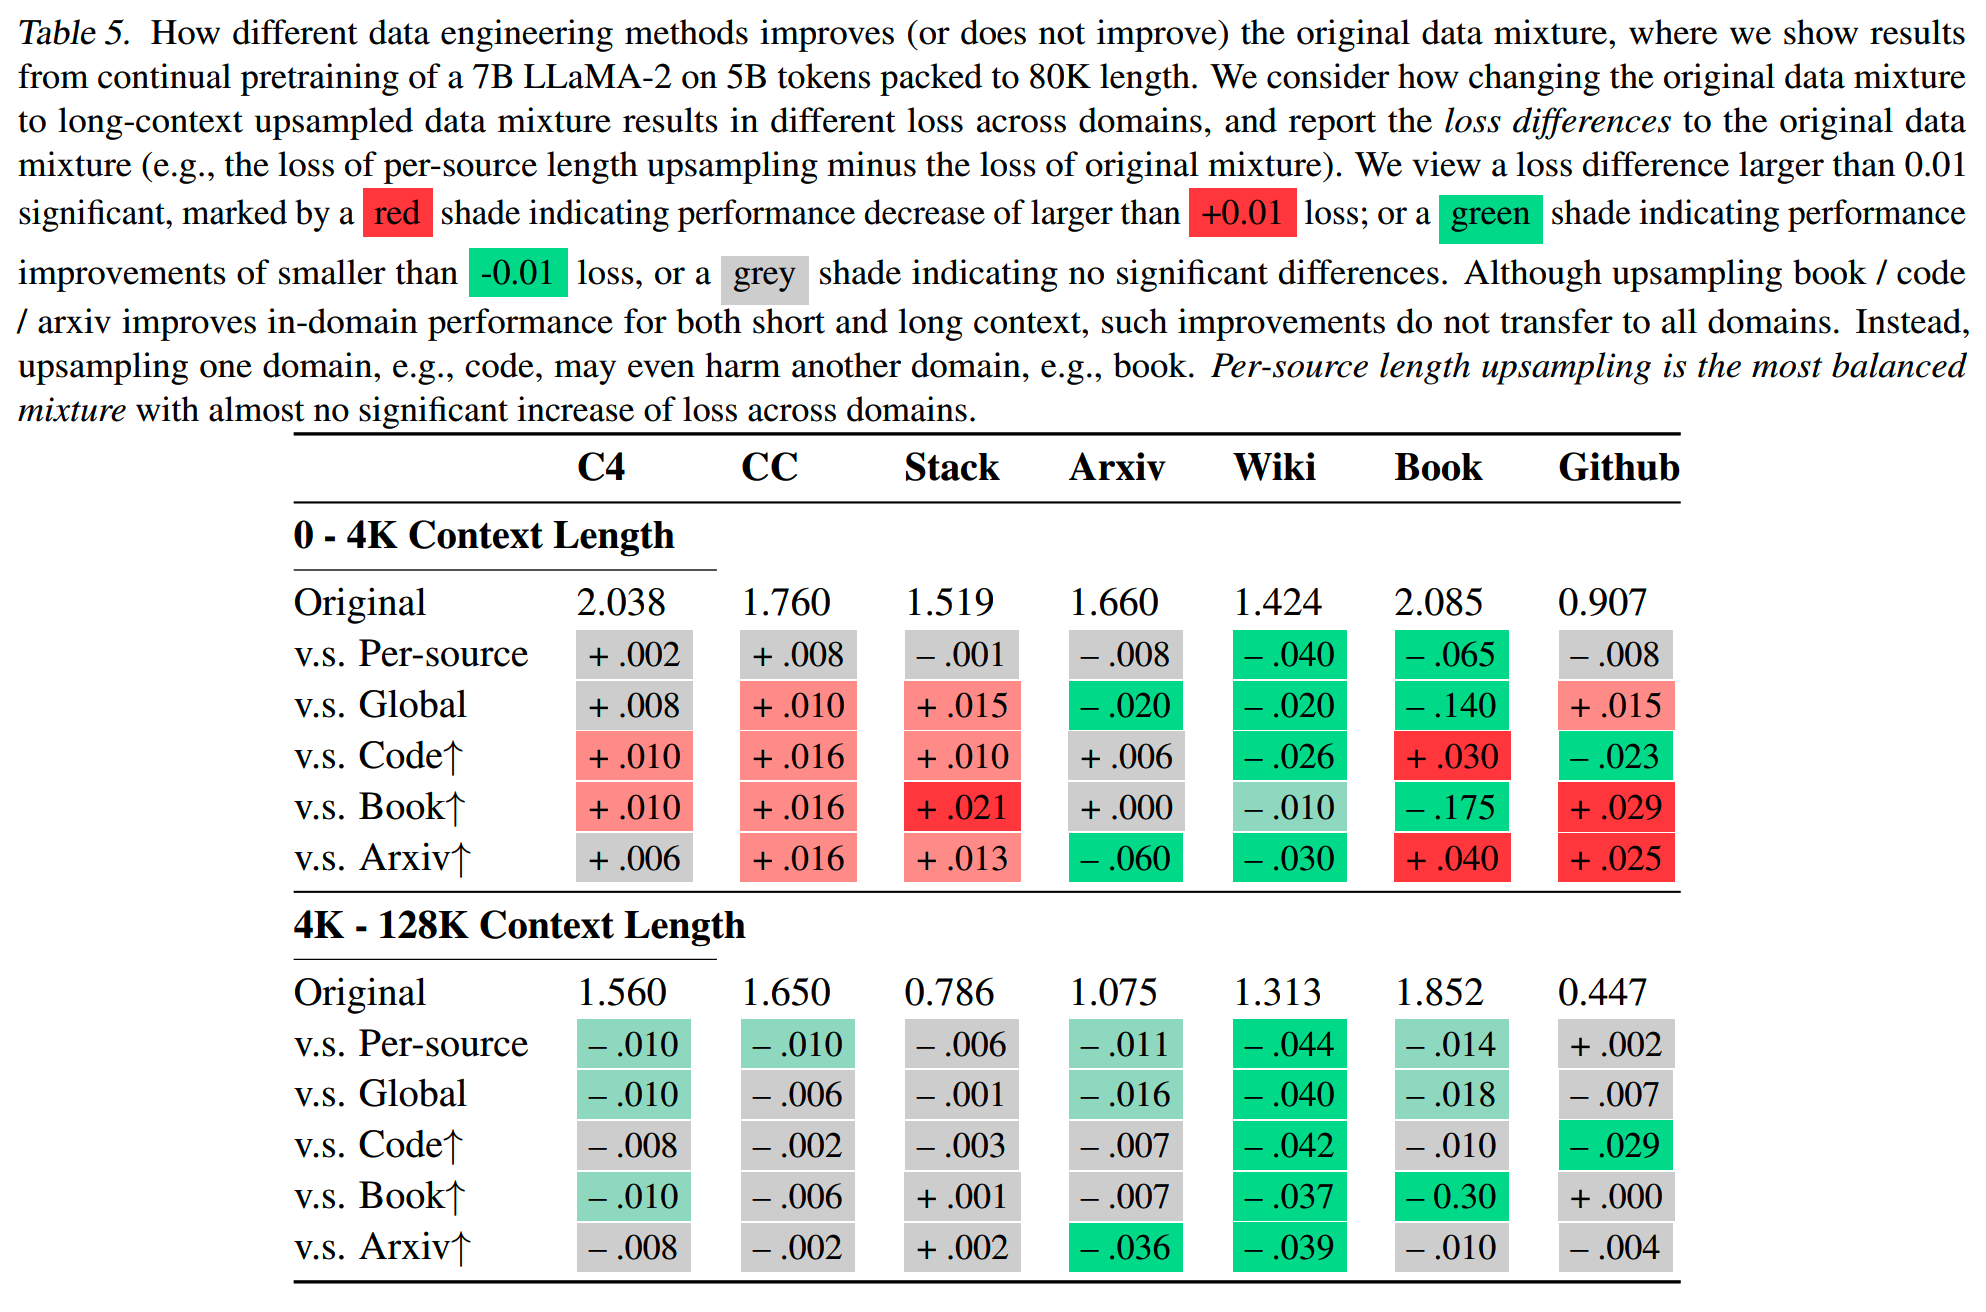 Table 5. How different data engineering methods improves (or does not improve) the original data mixture, where we show results
from continual pretraining of a 7B LLaMA-2 on 5B tokens packed to 80K length. We consider how changing the original data mixture
to long-context upsampled data mixture results in different loss across domains, and report the loss differences to the original data
mixture (e.g., the loss of per-source length upsampling minus the loss of original mixture). We view a loss difference larger than 0.01
significant, marked by a red shade indicating performance decrease of larger than +0.01 loss; or a green shade indicating performance
improvements of smaller than -0.01 loss, or a grey shade indicating no significant differences. Although upsampling book / code
/ arxiv improves in-domain performance for both short and long context, such improvements do not transfer to all domains. Instead,
upsampling one domain, e.g., code, may even harm another domain, e.g., book. Per-source length upsampling is the most balanced
mixture with almost no significant increase of loss across domains.
C4 CC Stack Arxiv Wiki Book Github
0 - 4K Context Length
Original 2.038 1.760 1.519 1.660 1.424 2.085 0.907
v.s. Per-source + .002 + .008 – .001 – .008 – .040 – .065 – .008
v.s. Global + .008 + .010 + .015 – .020 – .020 – .140 + .015
v.s. Code↑ + .010 + .016 + .010 + .006 – .026 + .030 – .023
v.s. Book↑ + .010 + .016 + .021 + .000 – .010 – .175 + .029
v.s. Arxiv↑ + .006 + .016 + .013 – .060 – .030 + .040 + .025
4K - 128K Context Length
Original 1.560 1.650 0.786 1.075 1.313 1.852 0.447
v.s. Per-source – .010 – .010 – .006 – .011 – .044 – .014 + .002
v.s. Global – .010 – .006 – .001 – .016 – .040 – .018 – .007
v.s. Code↑ – .008 – .002 – .003 – .007 – .042 – .010 – .029
v.s. Book↑ – .010 – .006 + .001 – .007 – .037 – 0.30 + .000
v.s. Arxiv↑ – .008 – .002 + .002 – .036 – .039 – .010 – .004